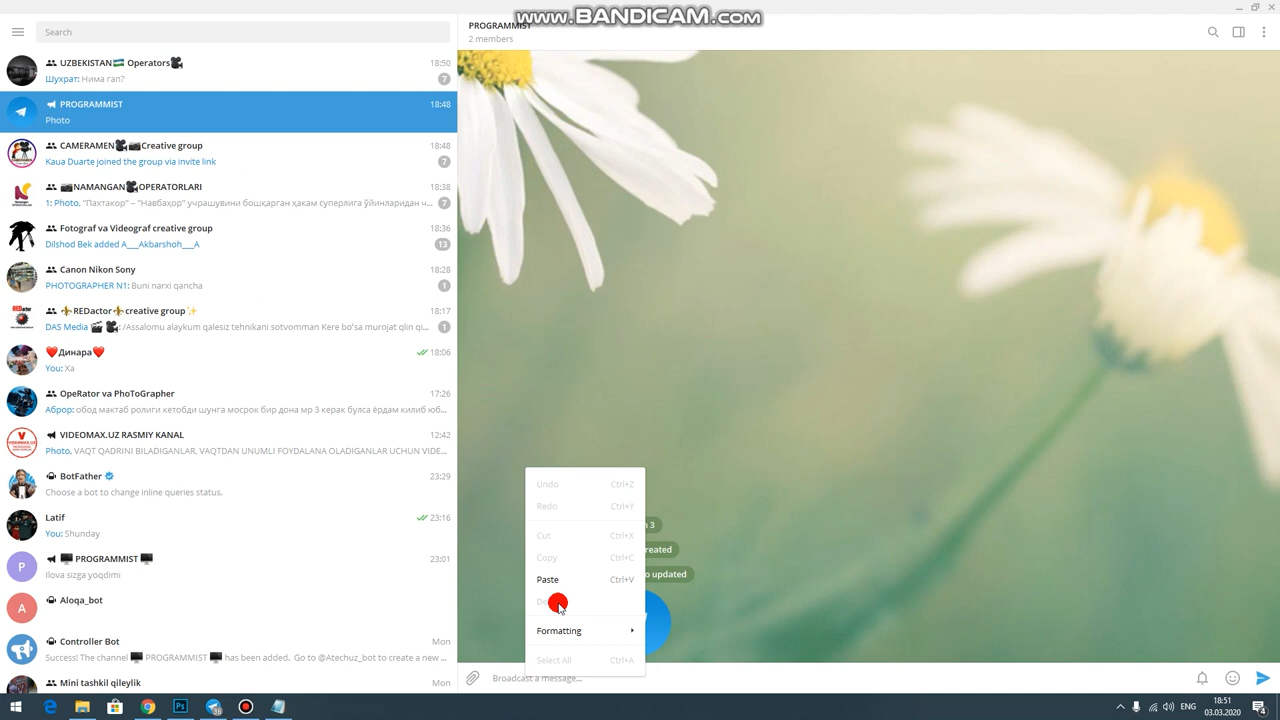 www.BANDICAM.com
Search
UZBEKISTAN🇺🇿 Operators🎥
18:50
Шухрат: Нима гап?
7
PROGRAMMIST
18:48
Photo
CAMERAMEN🎥📷Creative group
18:48
Kaua Duarte joined the group via invite link
7
📷NAMANGAN🎥OPERATORLARI
18:38
1: Photo, "Пахтакор" – "Навбаҳор" учрашувини бошқарган ҳакам суперлига ўйинларидан ч...
7
Fotograf va Videograf creative group
18:36
Dilshod Bek added A___Akbarshoh___A
13
Canon Nikon Sony
18:28
PHOTOGRAPHER N1: Buni narxi qancha
1
⚜️REDactor⚜️creative group✨
18:17
DAS Media 🎬 🎥: /Assalomu alaykum qalesiz tehnikani sotvomman Kere bo'sa murojat qlin qi...
1
❤️Динара❤️
18:06
You: Ха
OpeRator va PhoToGrapher
17:26
Аброр: обод мактаб ролиги кетобди шунга мосрок бир дона мр 3 керак булса ёрдам килиб юб...
VIDEOMAX.UZ RASMIY KANAL
12:42
Photo, VAQT QADRINI BILADIGANLAR, VAQTDAN UNUMLI FOYDALANA OLADIGANLAR UCHUN VIDE...
BotFather
23:29
Choose a bot to change inline queries status.
Latif
23:16
You: Shunday
🖥 PROGRAMMIST 🖥
23:01
Ilova sizga yoqdimi
P
Aloqa_bot
A
Controller Bot
Mon
Success! The channel 🖥 PROGRAMMIST 🖥 has been added. Go to @Atechuz_bot to create a new ...
Mini tashkil qileylik
Mon
PROGRAMMIST
2 members
3
reated
o updated
Undo Ctrl+Z
Redo Ctrl+Y
Cut Ctrl+X
Copy Ctrl+C
Paste Ctrl+V
De
Formatting
Select All Ctrl+A
Broadcast a message...
Ps
36
ENG
18:51
03.03.2020
4